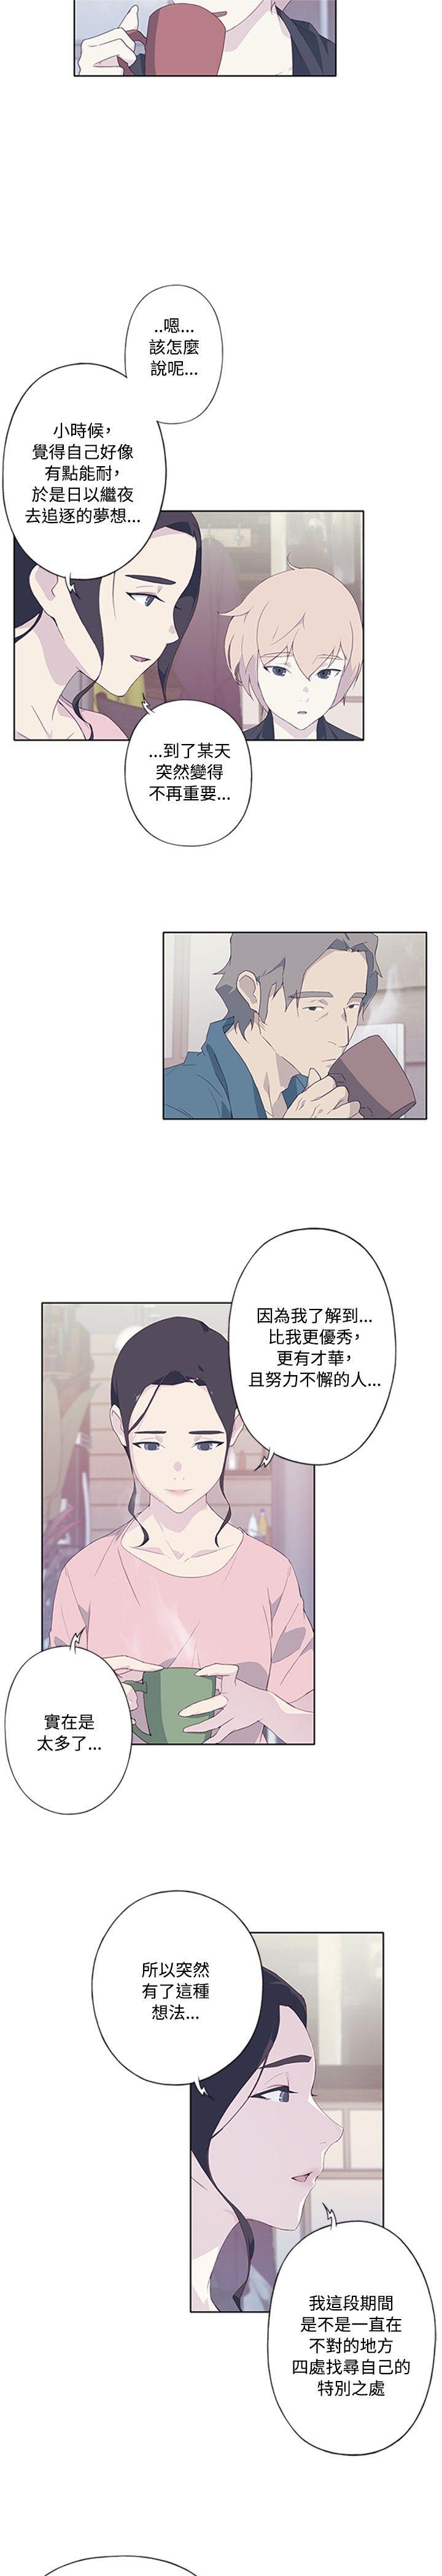 ..嗯...
該怎麼
說呢...
小時候，
覺得自己好像
有點能耐，
於是日以繼夜
去追逐的夢想...
...到了某天
突然變得
不再重要...
因為我了解到...
比我更優秀，
更有才華，
且努力不懈的人...
實在是
太多了...
所以突然
有了這種
想法...
我這段期間
是不是一直在
不對的地方
四處找尋自己的
特別之處